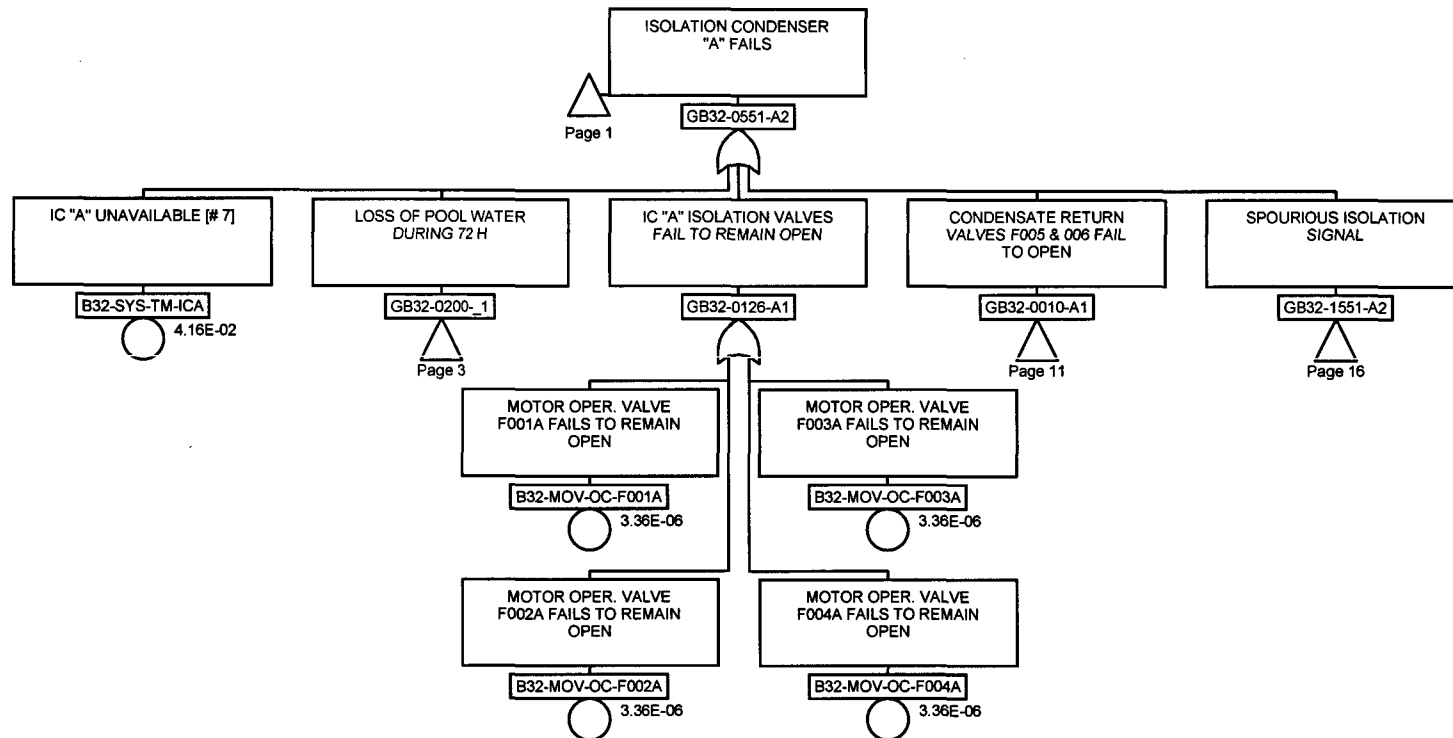 ISOLATION CONDENSER
"A" FAILS
Page 1
GB32-0551-A2
IC "A" UNAVAILABLE [# 7]
B32-SYS-TM-ICA
4.16E-02
LOSS OF POOL WATER
DURING 72 H
GB32-0200-_1
Page 3
IC "A" ISOLATION VALVES
FAIL TO REMAIN OPEN
GB32-0126-A1
CONDENSATE RETURN
VALVES F005 & 006 FAIL
TO OPEN
GB32-0010-A1
Page 11
SPOURIOUS ISOLATION
SIGNAL
GB32-1551-A2
Page 16
MOTOR OPER. VALVE
F001A FAILS TO REMAIN
OPEN
B32-MOV-OC-F001A
3.36E-06
MOTOR OPER. VALVE
F003A FAILS TO REMAIN
OPEN
B32-MOV-OC-F003A
3.36E-06
MOTOR OPER. VALVE
F002A FAILS TO REMAIN
OPEN
B32-MOV-OC-F002A
3.36E-06
MOTOR OPER. VALVE
F004A FAILS TO REMAIN
OPEN
B32-MOV-OC-F004A
3.36E-06